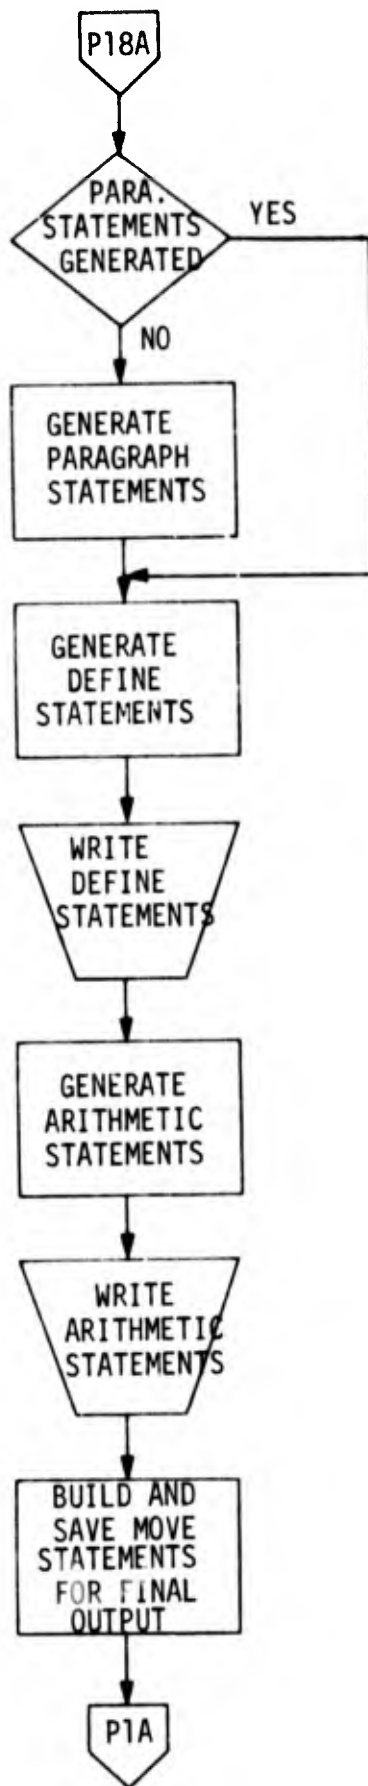 P18A
PARA.
STATEMENTS
GENERATED
YES
NO
GENERATE
PARAGRAPH
STATEMENTS
GENERATE
DEFINE
STATEMENTS
WRITE
DEFINE
STATEMENTS
GENERATE
ARITHMETIC
STATEMENTS
WRITE
ARITHMETIC
STATEMENTS
BUILD AND
SAVE MOVE
STATEMENTS
FOR FINAL
OUTPUT
P1A